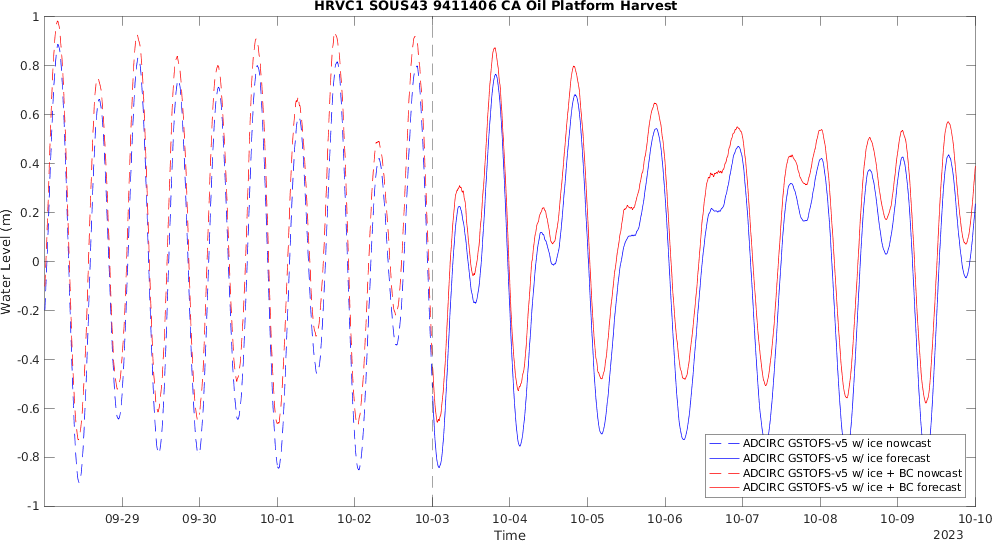 HRVC1 SOUS43 9411406 CA Oil Platform Harvest
1
0.8
0.6
0.4
0.2
0
-0.2
-0.4
-0.6
-0.8
-1
Water Level (m)
09-29 09-30 10-01 10-02 10-03 10-04 10-05 10-06 10-07 10-08 10-09 10-10
Time
2023
ADCIRC GSTOFS-v5 w/ ice nowcast
ADCIRC GSTOFS-v5 w/ ice forecast
ADCIRC GSTOFS-v5 w/ ice + BC nowcast
ADCIRC GSTOFS-v5 w/ ice + BC forecast